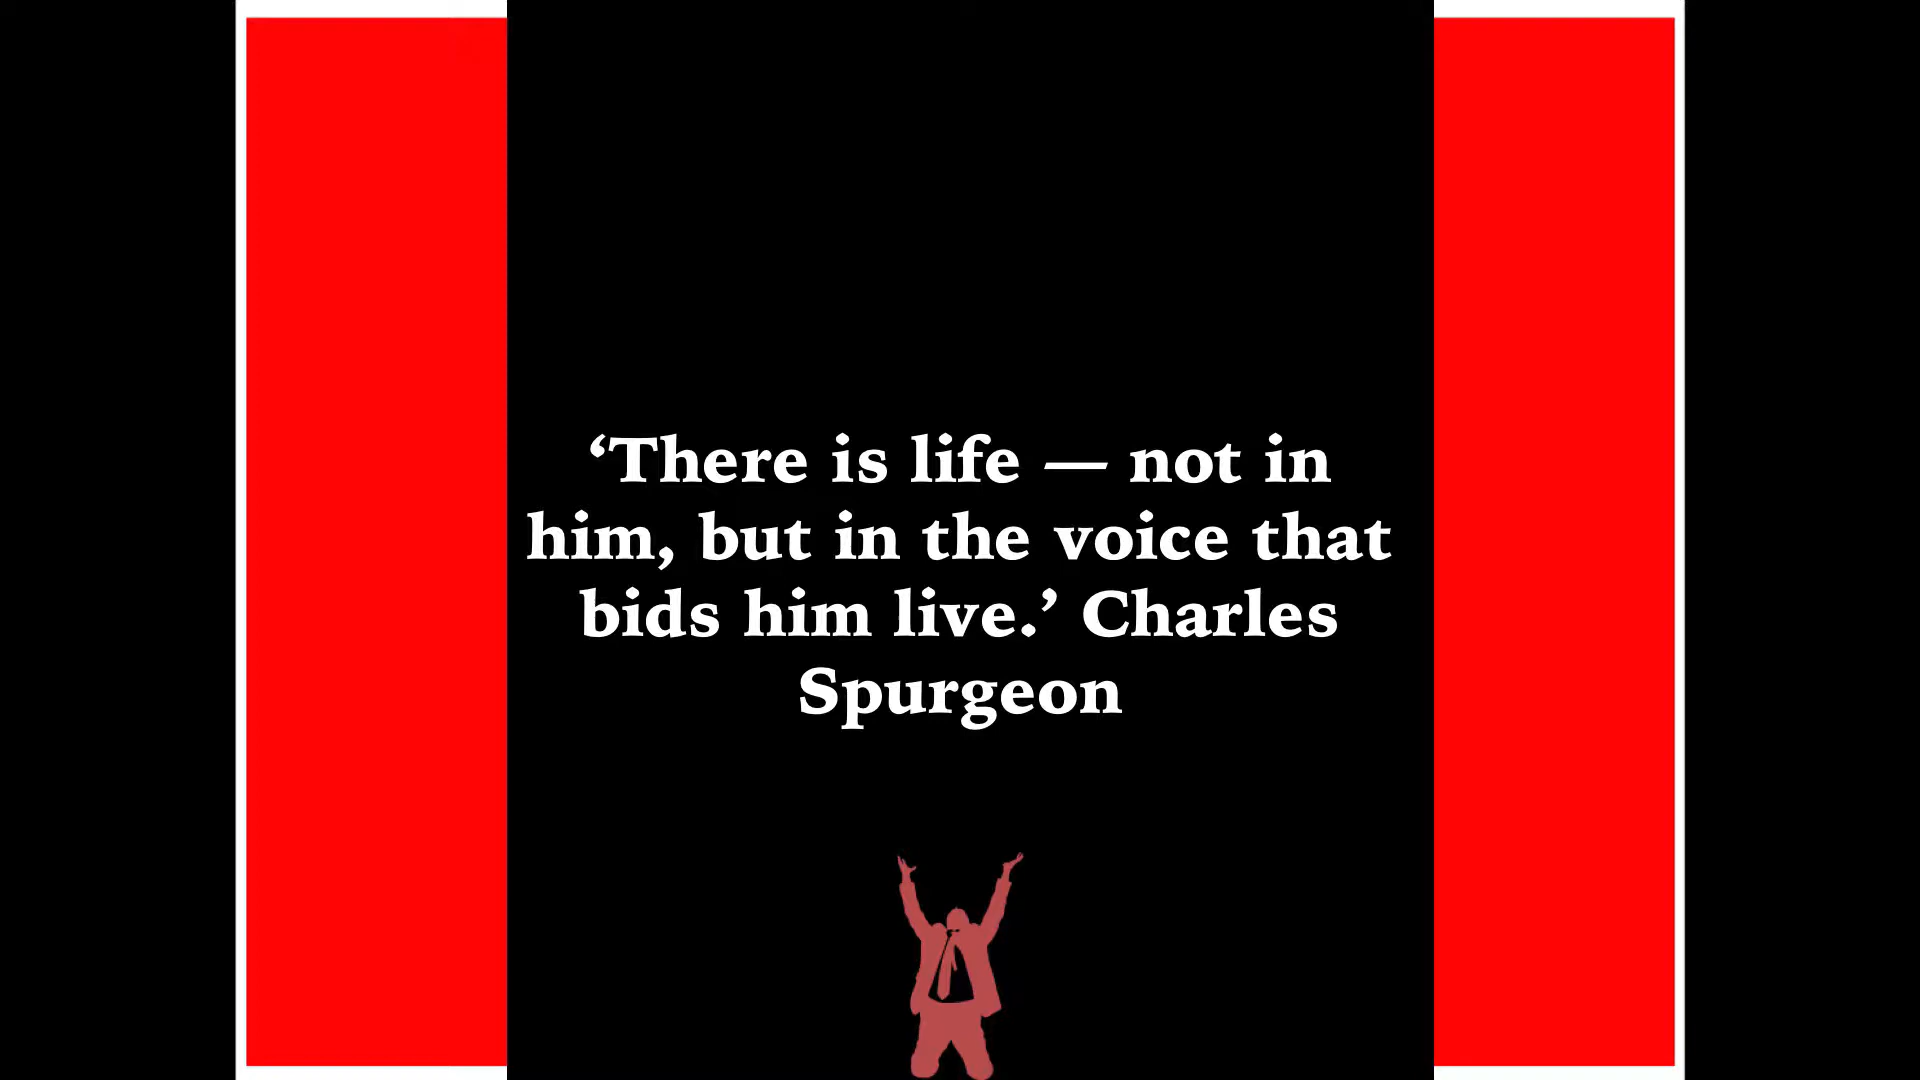 ‘There is life — not in
him, but in the voice that
bids him live.’ Charles
Spurgeon